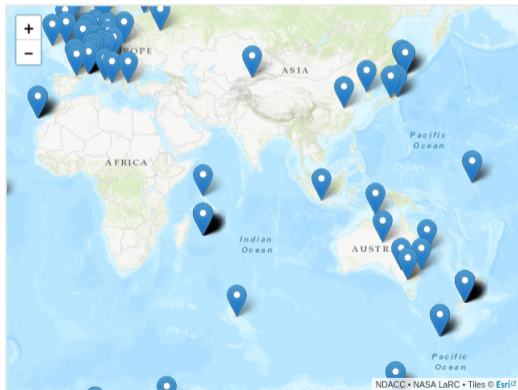 +
−
ASIA
AFRICA
Pacific
Ocean
Indian
Ocean
Pacific
Ocean
NDACC • NASA LaRC • Tiles © Esri